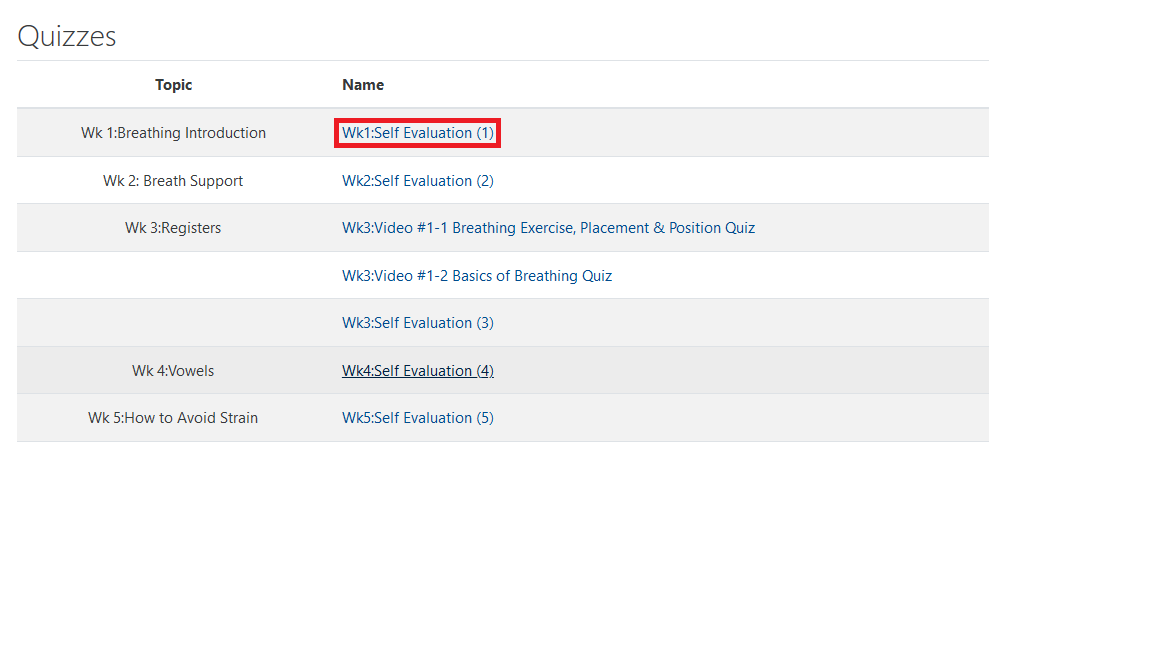 Quizzes
Topic Name
Wk 1:Breathing Introduction Wk1:Self Evaluation (1)
Wk 2: Breath Support Wk2:Self Evaluation (2)
Wk 3:Registers Wk3:Video #1-1 Breathing Exercise, Placement & Position Quiz
Wk3:Video #1-2 Basics of Breathing Quiz
Wk3:Self Evaluation (3)
Wk 4:Vowels Wk4:Self Evaluation (4)
Wk 5:How to Avoid Strain Wk5:Self Evaluation (5)